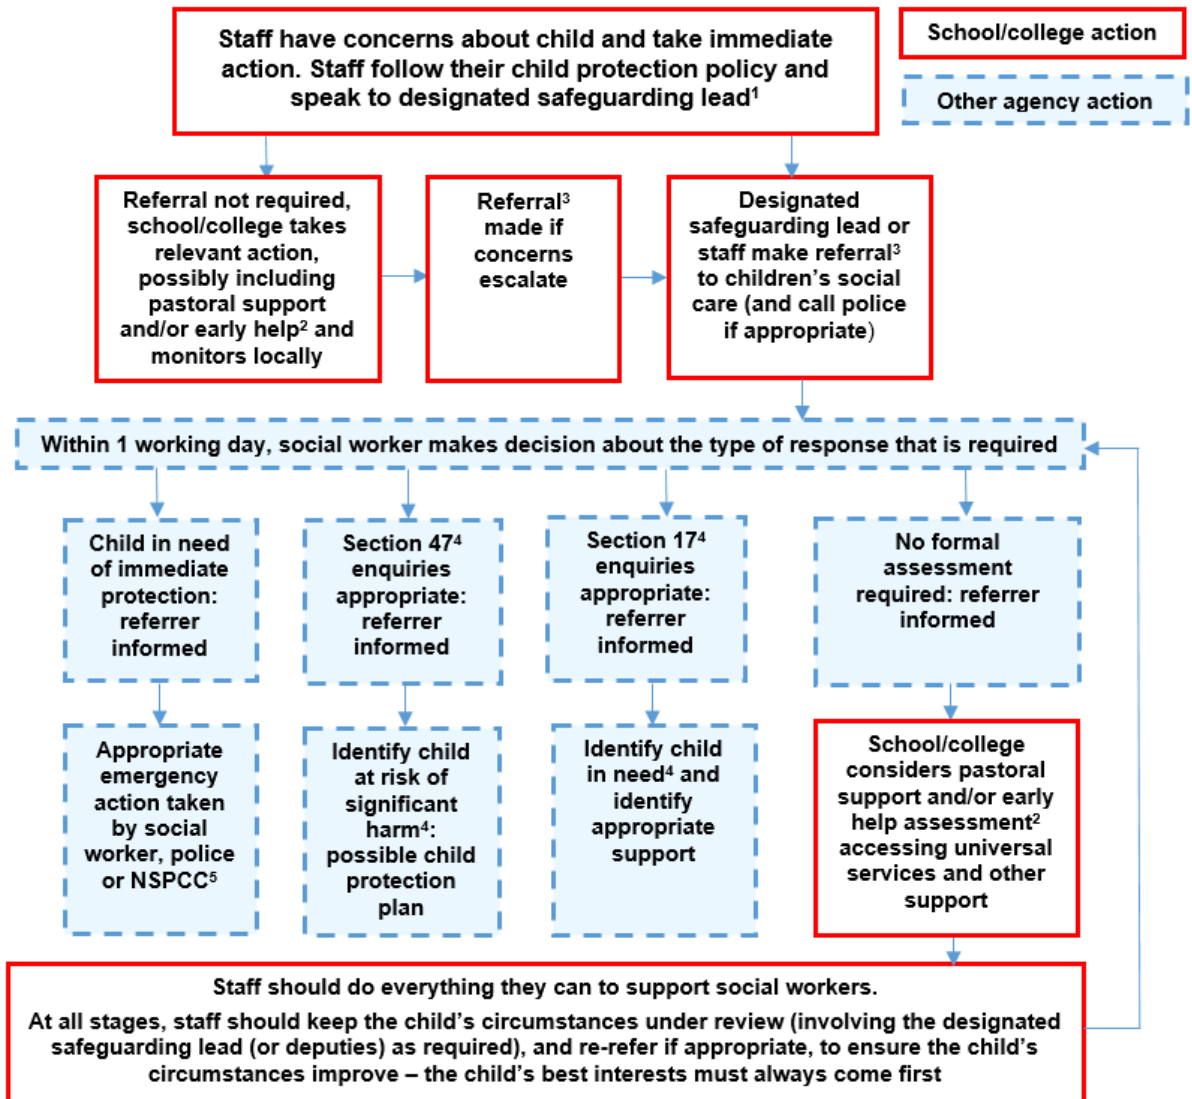 Staff have concerns about child and take immediate
action. Staff follow their child protection policy and
speak to designated safeguarding lead¹
School/college action
Other agency action
Referral not required,
school/college takes
relevant action,
possibly including
pastoral support
and/or early help² and
monitors locally
Referral³
made if
concerns
escalate
Designated
safeguarding lead or
staff make referral³
to children’s social
care (and call police
if appropriate)
Within 1 working day, social worker makes decision about the type of response that is required
Child in need
of immediate
protection:
referrer
informed
Section 47⁴
enquiries
appropriate:
referrer
informed
Section 17⁴
enquiries
appropriate:
referrer
informed
No formal
assessment
required: referrer
informed
Appropriate
emergency
action taken
by social
worker, police
or NSPCC⁵
Identify child
at risk of
significant
harm⁴:
possible child
protection
plan
Identify child
in need⁴ and
identify
appropriate
support
School/college
considers pastoral
support and/or early
help assessment²
accessing universal
services and other
support
Staff should do everything they can to support social workers.
At all stages, staff should keep the child’s circumstances under review (involving the designated
safeguarding lead (or deputies) as required), and re-refer if appropriate, to ensure the child’s
circumstances improve – the child’s best interests must always come first